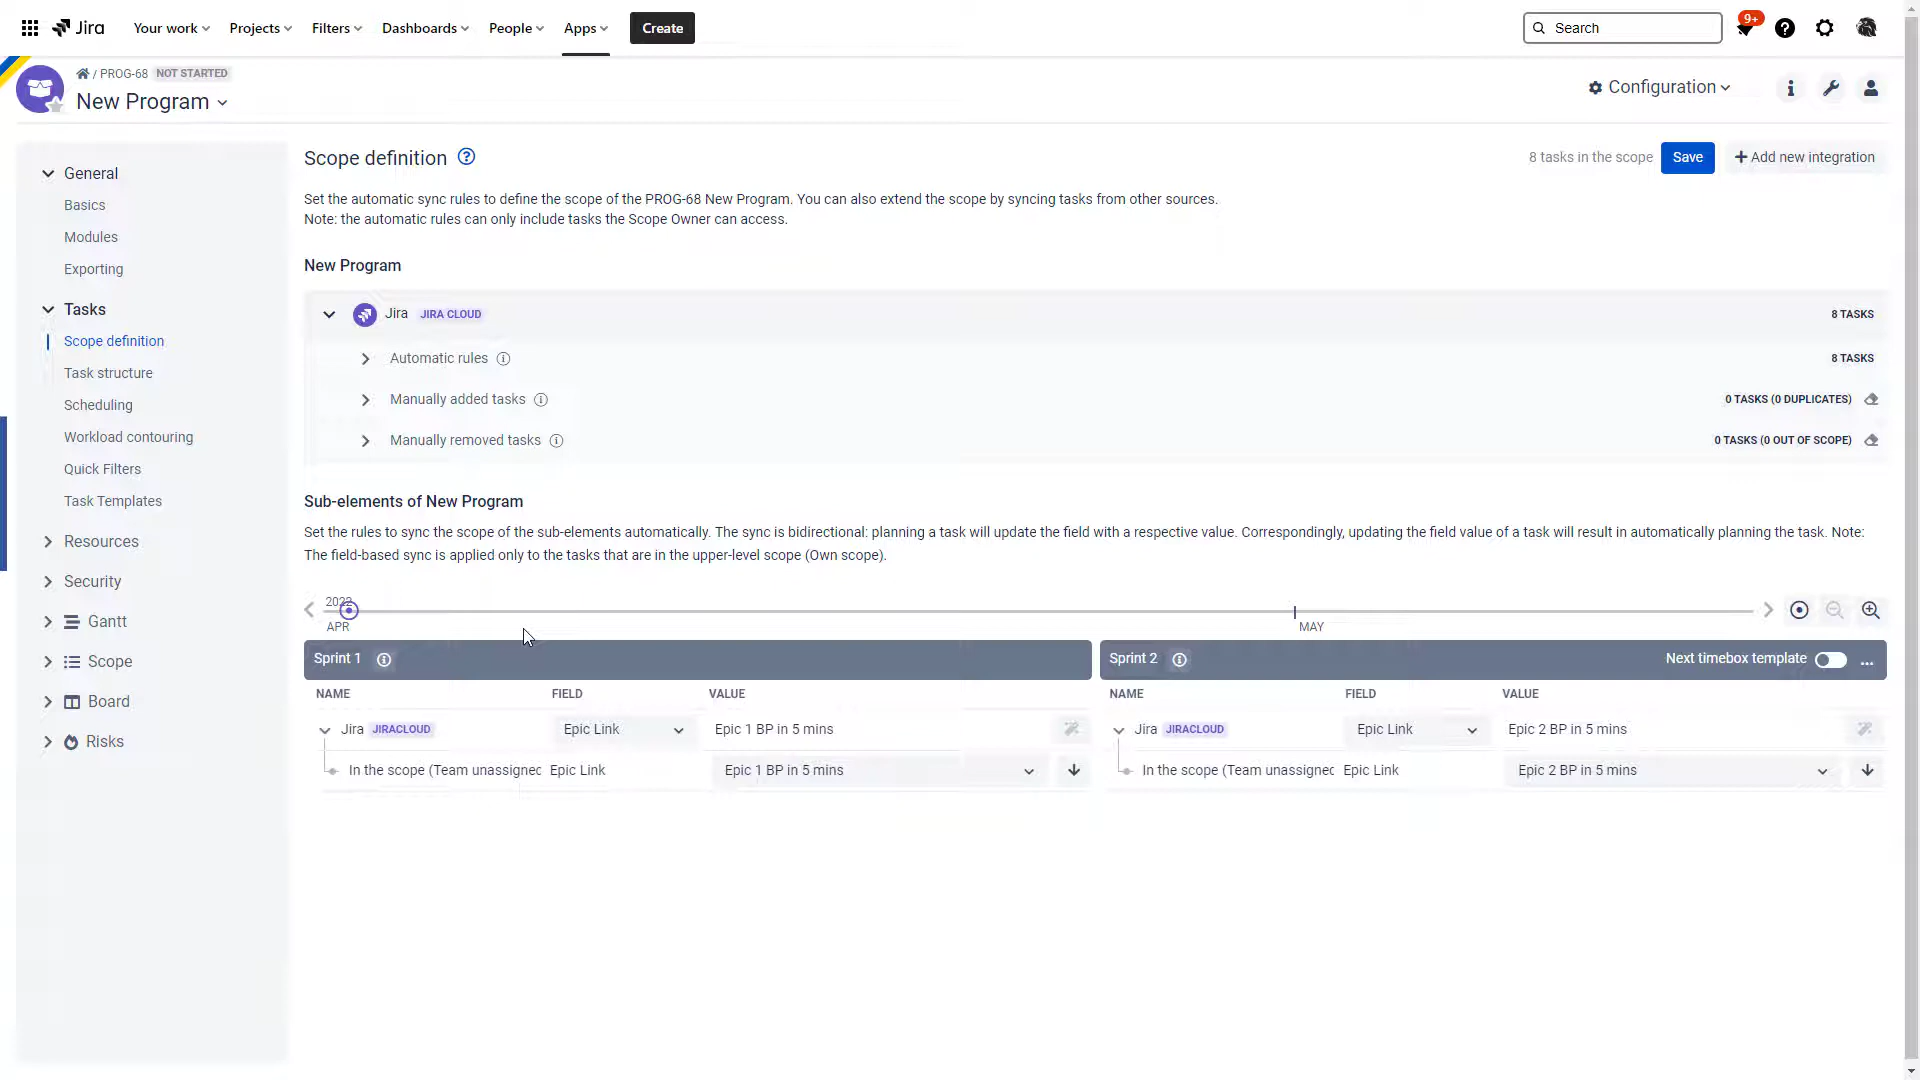 Jira Your work Projects Filters Dashboards People Apps Create Search 9+
/ PROG-68 NOT STARTED
New Program
Configuration
General
Basics
Modules
Exporting
Tasks
Scope definition
Task structure
Scheduling
Workload contouring
Quick Filters
Task Templates
Resources
Security
Gantt
Scope
Board
Risks
Scope definition
8 tasks in the scope Save + Add new integration
Set the automatic sync rules to define the scope of the PROG-68 New Program. You can also extend the scope by syncing tasks from other sources.
Note: the automatic rules can only include tasks the Scope Owner can access.
New Program
Jira JIRA CLOUD 8 TASKS
Automatic rules 8 TASKS
Manually added tasks 0 TASKS (0 DUPLICATES)
Manually removed tasks 0 TASKS (0 OUT OF SCOPE)
Sub-elements of New Program
Set the rules to sync the scope of the sub-elements automatically. The sync is bidirectional: planning a task will update the field with a respective value. Correspondingly, updating the field value of a task will result in automatically planning the task. Note:
The field-based sync is applied only to the tasks that are in the upper-level scope (Own scope).
2022
APR MAY
Sprint 1 Sprint 2 Next timebox template ...
NAME FIELD VALUE NAME FIELD VALUE
Jira JIRACLOUD Epic Link Epic 1 BP in 5 mins Jira JIRACLOUD Epic Link Epic 2 BP in 5 mins
In the scope (Team unassigned Epic Link Epic 1 BP in 5 mins In the scope (Team unassigned Epic Link Epic 2 BP in 5 mins